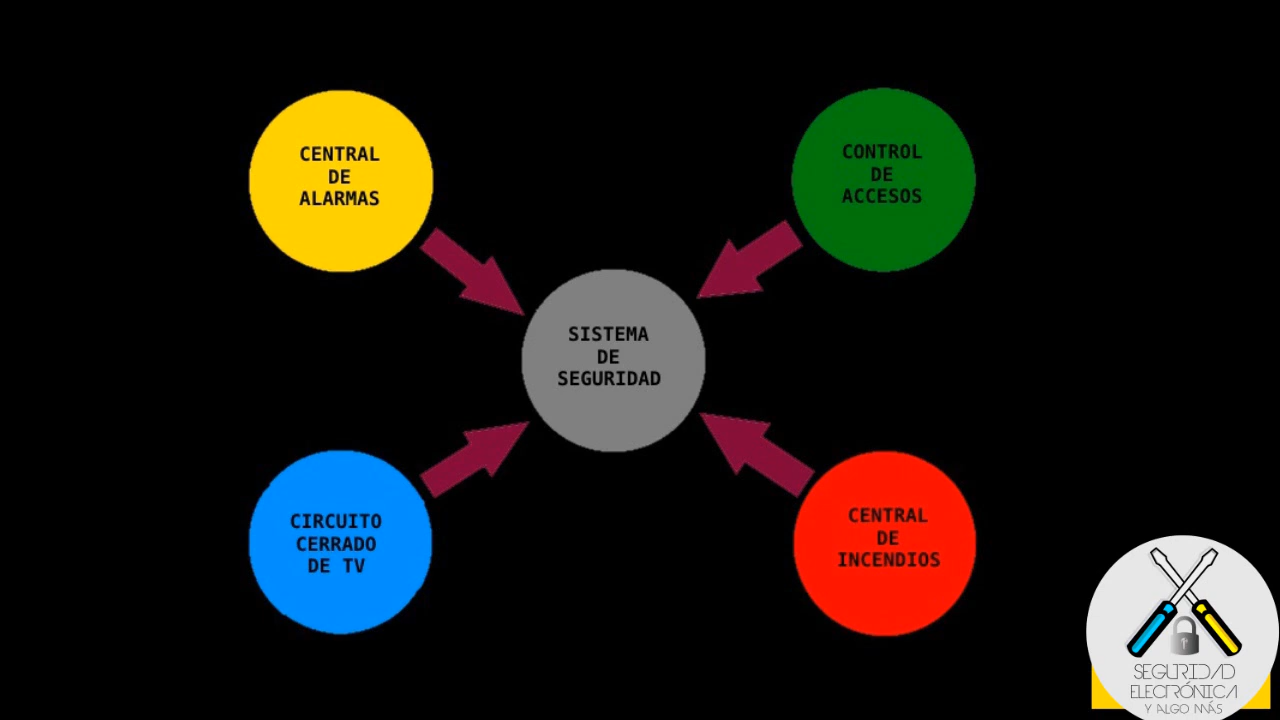 CENTRAL
DE
ALARMAS
CONTROL
DE
ACCESOS
SISTEMA
DE
SEGURIDAD
CIRCUITO
CERRADO
DE TV
CENTRAL
DE
INCENDIOS
SEGURIDAD
ELECTRÓNICA
Y ALGO MÁS